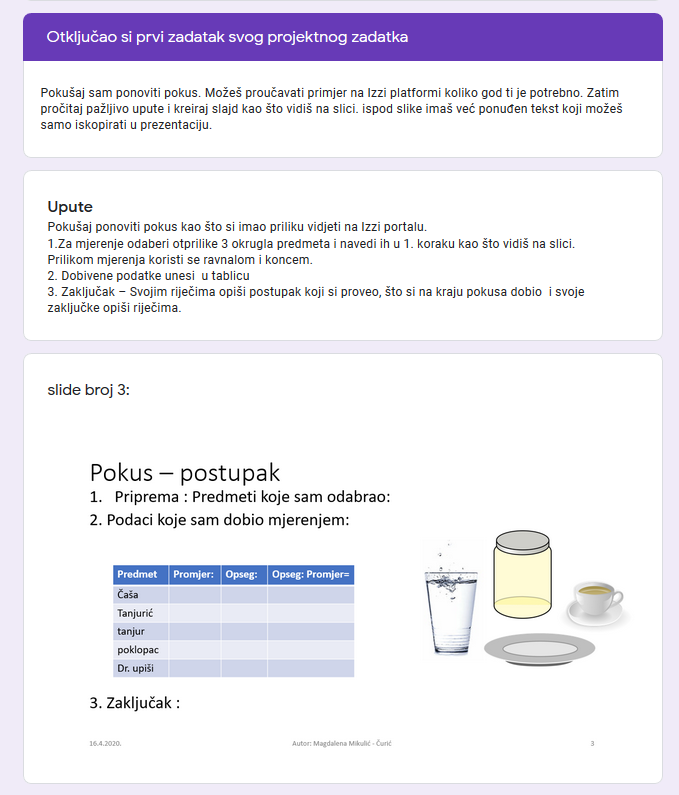 Otključao si prvi zadatak svog projektnog zadatka
Pokušaj sam ponoviti pokus. Možeš proučavati primjer na Izzi platformi koliko god ti je potrebno. Zatim
pročitaj pažljivo upute i kreiraj slajd kao što vidiš na slici. ispod slike imaš već ponuđen tekst koji možeš
samo iskopirati u prezentaciju.
Upute
Pokušaj ponoviti pokus kao što si imao priliku vidjeti na Izzi portalu.
1.Za mjerenje odaberi otprilike 3 okrugla predmeta i navedi ih u 1. koraku kao što vidiš na slici.
Prilikom mjerenja koristi se ravnalom i koncem.
2. Dobivene podatke unesi u tablicu
3. Zaključak – Svojim riječima opiši postupak koji si proveo, što si na kraju pokusa dobio i svoje
zaključke opiši riječima.
slide broj 3:
Pokus – postupak
1. Priprema : Predmeti koje sam odabrao:
2. Podaci koje sam dobio mjerenjem:
Predmet Promjer: Opseg: Opseg: Promjer=
Čaša
Tanjurić
tanjur
poklopac
Dr. upiši
3. Zaključak :
16.4.2020. Autor: Magdalena Mikulić - Ćurić 3